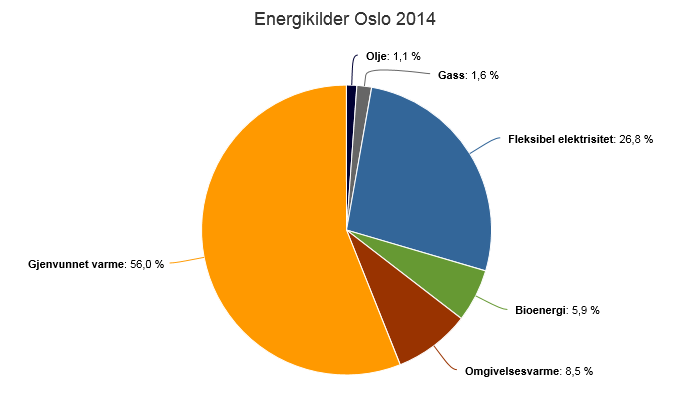 Energikilder Oslo 2014
Olje: 1,1 %
Gass: 1,6 %
Fleksibel elektrisitet: 26,8 %
Gjenvunnet varme: 56,0 %
Bioenergi: 5,9 %
Omgivelsesvarme: 8,5 %